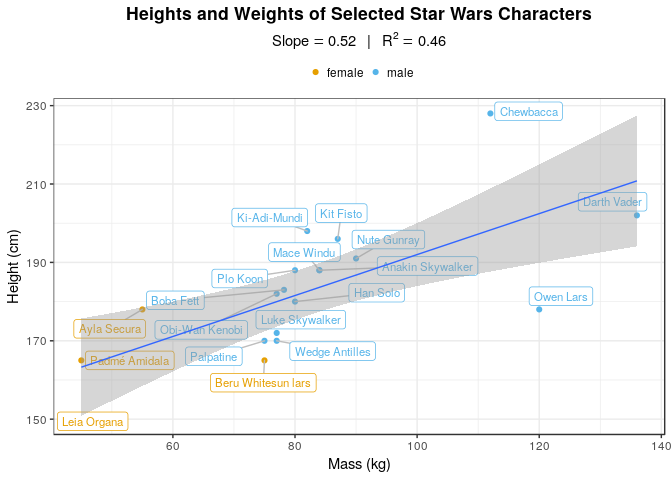 Heights and Weights of Selected Star Wars Characters
Slope = 0.52 | R² = 0.46
female male
230
210
190
170
150
Height (cm)
Chewbacca
Darth Vader
Ki-Adi-Mundi
Kit Fisto
Nute Gunray
Mace Windu
Anakin Skywalker
Plo Koon
Boba Fett
Han Solo
Owen Lars
Ayla Secura
Obi-Wan Kenobi
Luke Skywalker
Padmé Amidala
Palpatine
Wedge Antilles
Beru Whitesun lars
Leia Organa
60 80 100 120 140
Mass (kg)